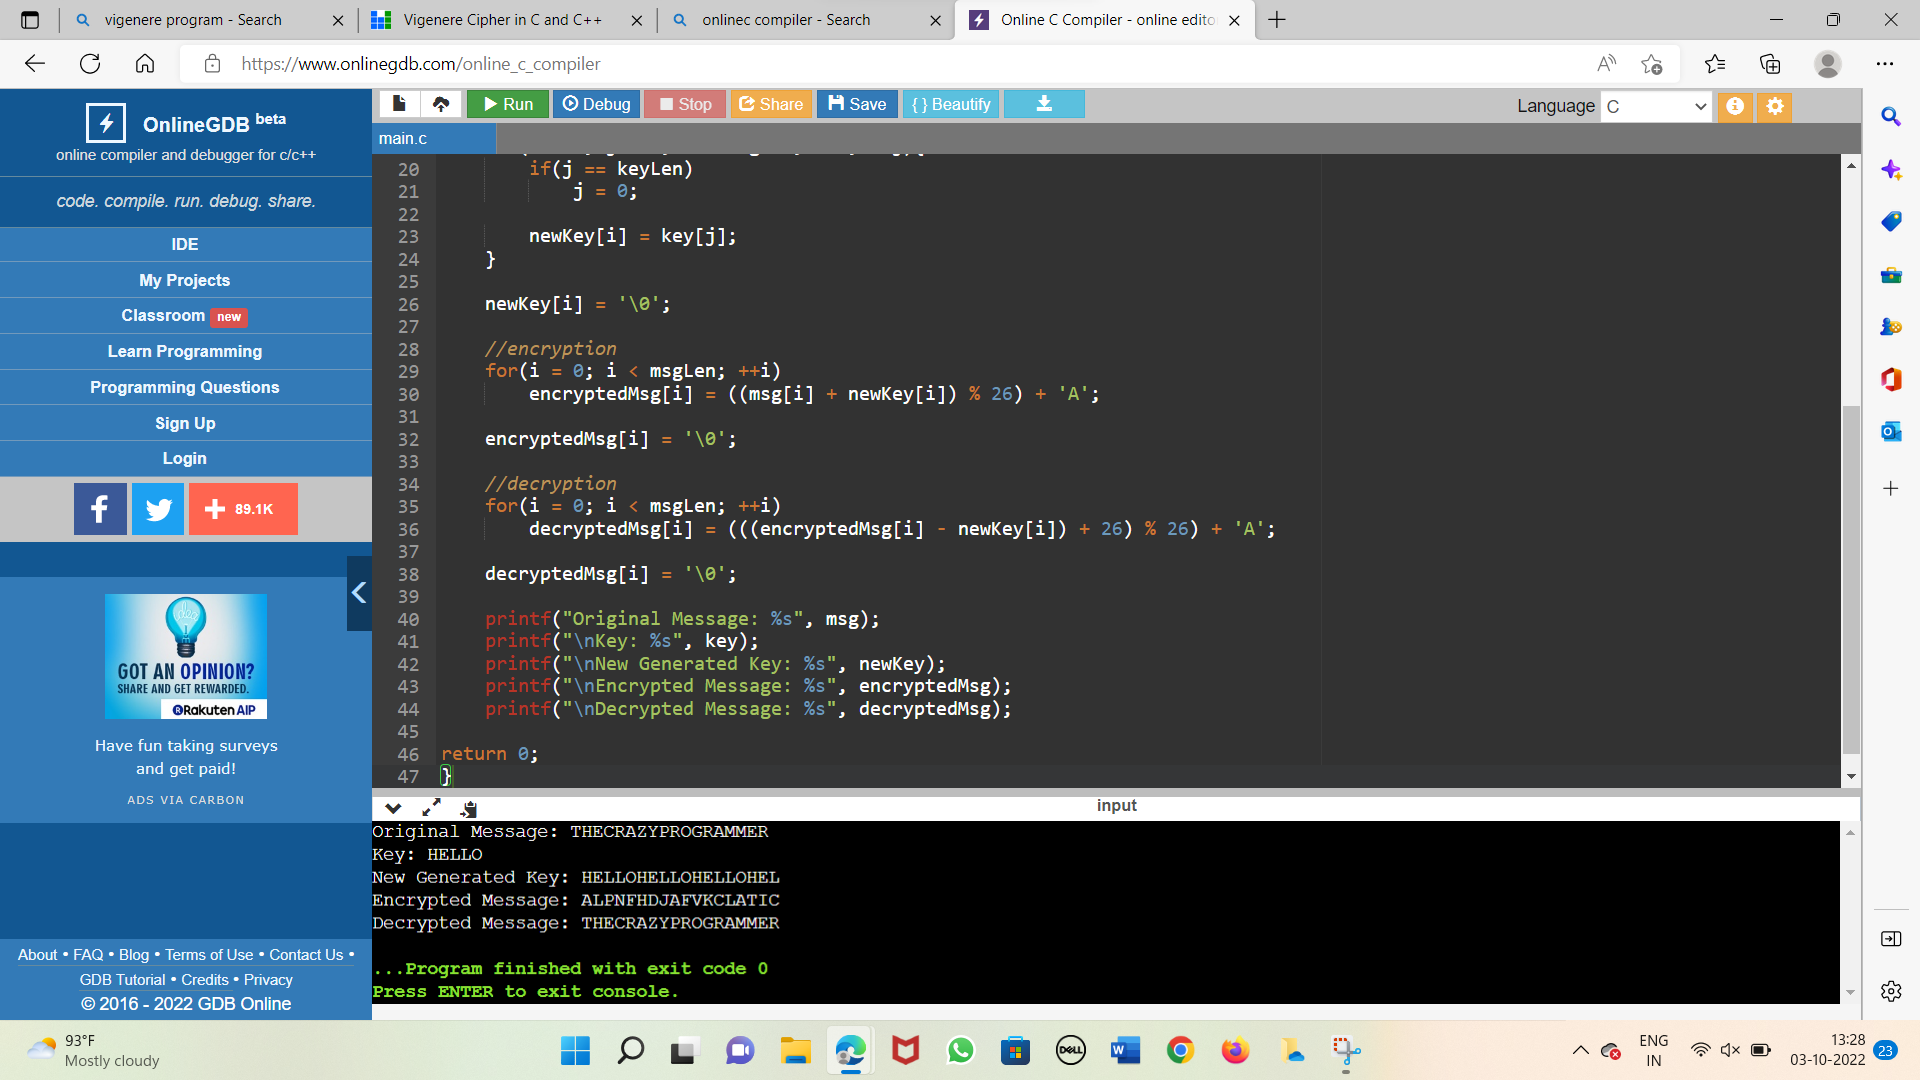 vigenere program - Search
Vigenere Cipher in C and C++
onlinec compiler - Search
Online C Compiler - online edito
https://www.onlinegdb.com/online_c_compiler
OnlineGDB beta
online compiler and debugger for c/c++
code. compile. run. debug. share.
IDE
My Projects
Classroom new
Learn Programming
Programming Questions
Sign Up
Login
89.1K
GOT AN OPINION?
SHARE AND GET REWARDED.
Rakuten AIP
Have fun taking surveys
and get paid!
ADS VIA CARBON
About • FAQ • Blog • Terms of Use • Contact Us •
GDB Tutorial • Credits • Privacy
© 2016 - 2022 GDB Online
Run Debug Stop Share Save { } Beautify
Language C
main.c
20 if(j == keyLen)
21 j = 0;
22
23 newKey[i] = key[j];
24 }
25
26 newKey[i] = '\0';
27
28 //encryption
29 for(i = 0; i < msgLen; ++i)
30 encryptedMsg[i] = ((msg[i] + newKey[i]) % 26) + 'A';
31
32 encryptedMsg[i] = '\0';
33
34 //decryption
35 for(i = 0; i < msgLen; ++i)
36 decryptedMsg[i] = (((encryptedMsg[i] - newKey[i]) + 26) % 26) + 'A';
37
38 decryptedMsg[i] = '\0';
39
40 printf("Original Message: %s", msg);
41 printf("\nKey: %s", key);
42 printf("\nNew Generated Key: %s", newKey);
43 printf("\nEncrypted Message: %s", encryptedMsg);
44 printf("\nDecrypted Message: %s", decryptedMsg);
45
46 return 0;
47 }
input
Original Message: THECRAZYPROGRAMMER
Key: HELLO
New Generated Key: HELLOHELLOHELLOHEL
Encrypted Message: ALPNFHDJAFVKCLATIC
Decrypted Message: THECRAZYPROGRAMMER
...Program finished with exit code 0
Press ENTER to exit console.
93°F
Mostly cloudy
DELL
ENG
IN
13:28
03-10-2022
23